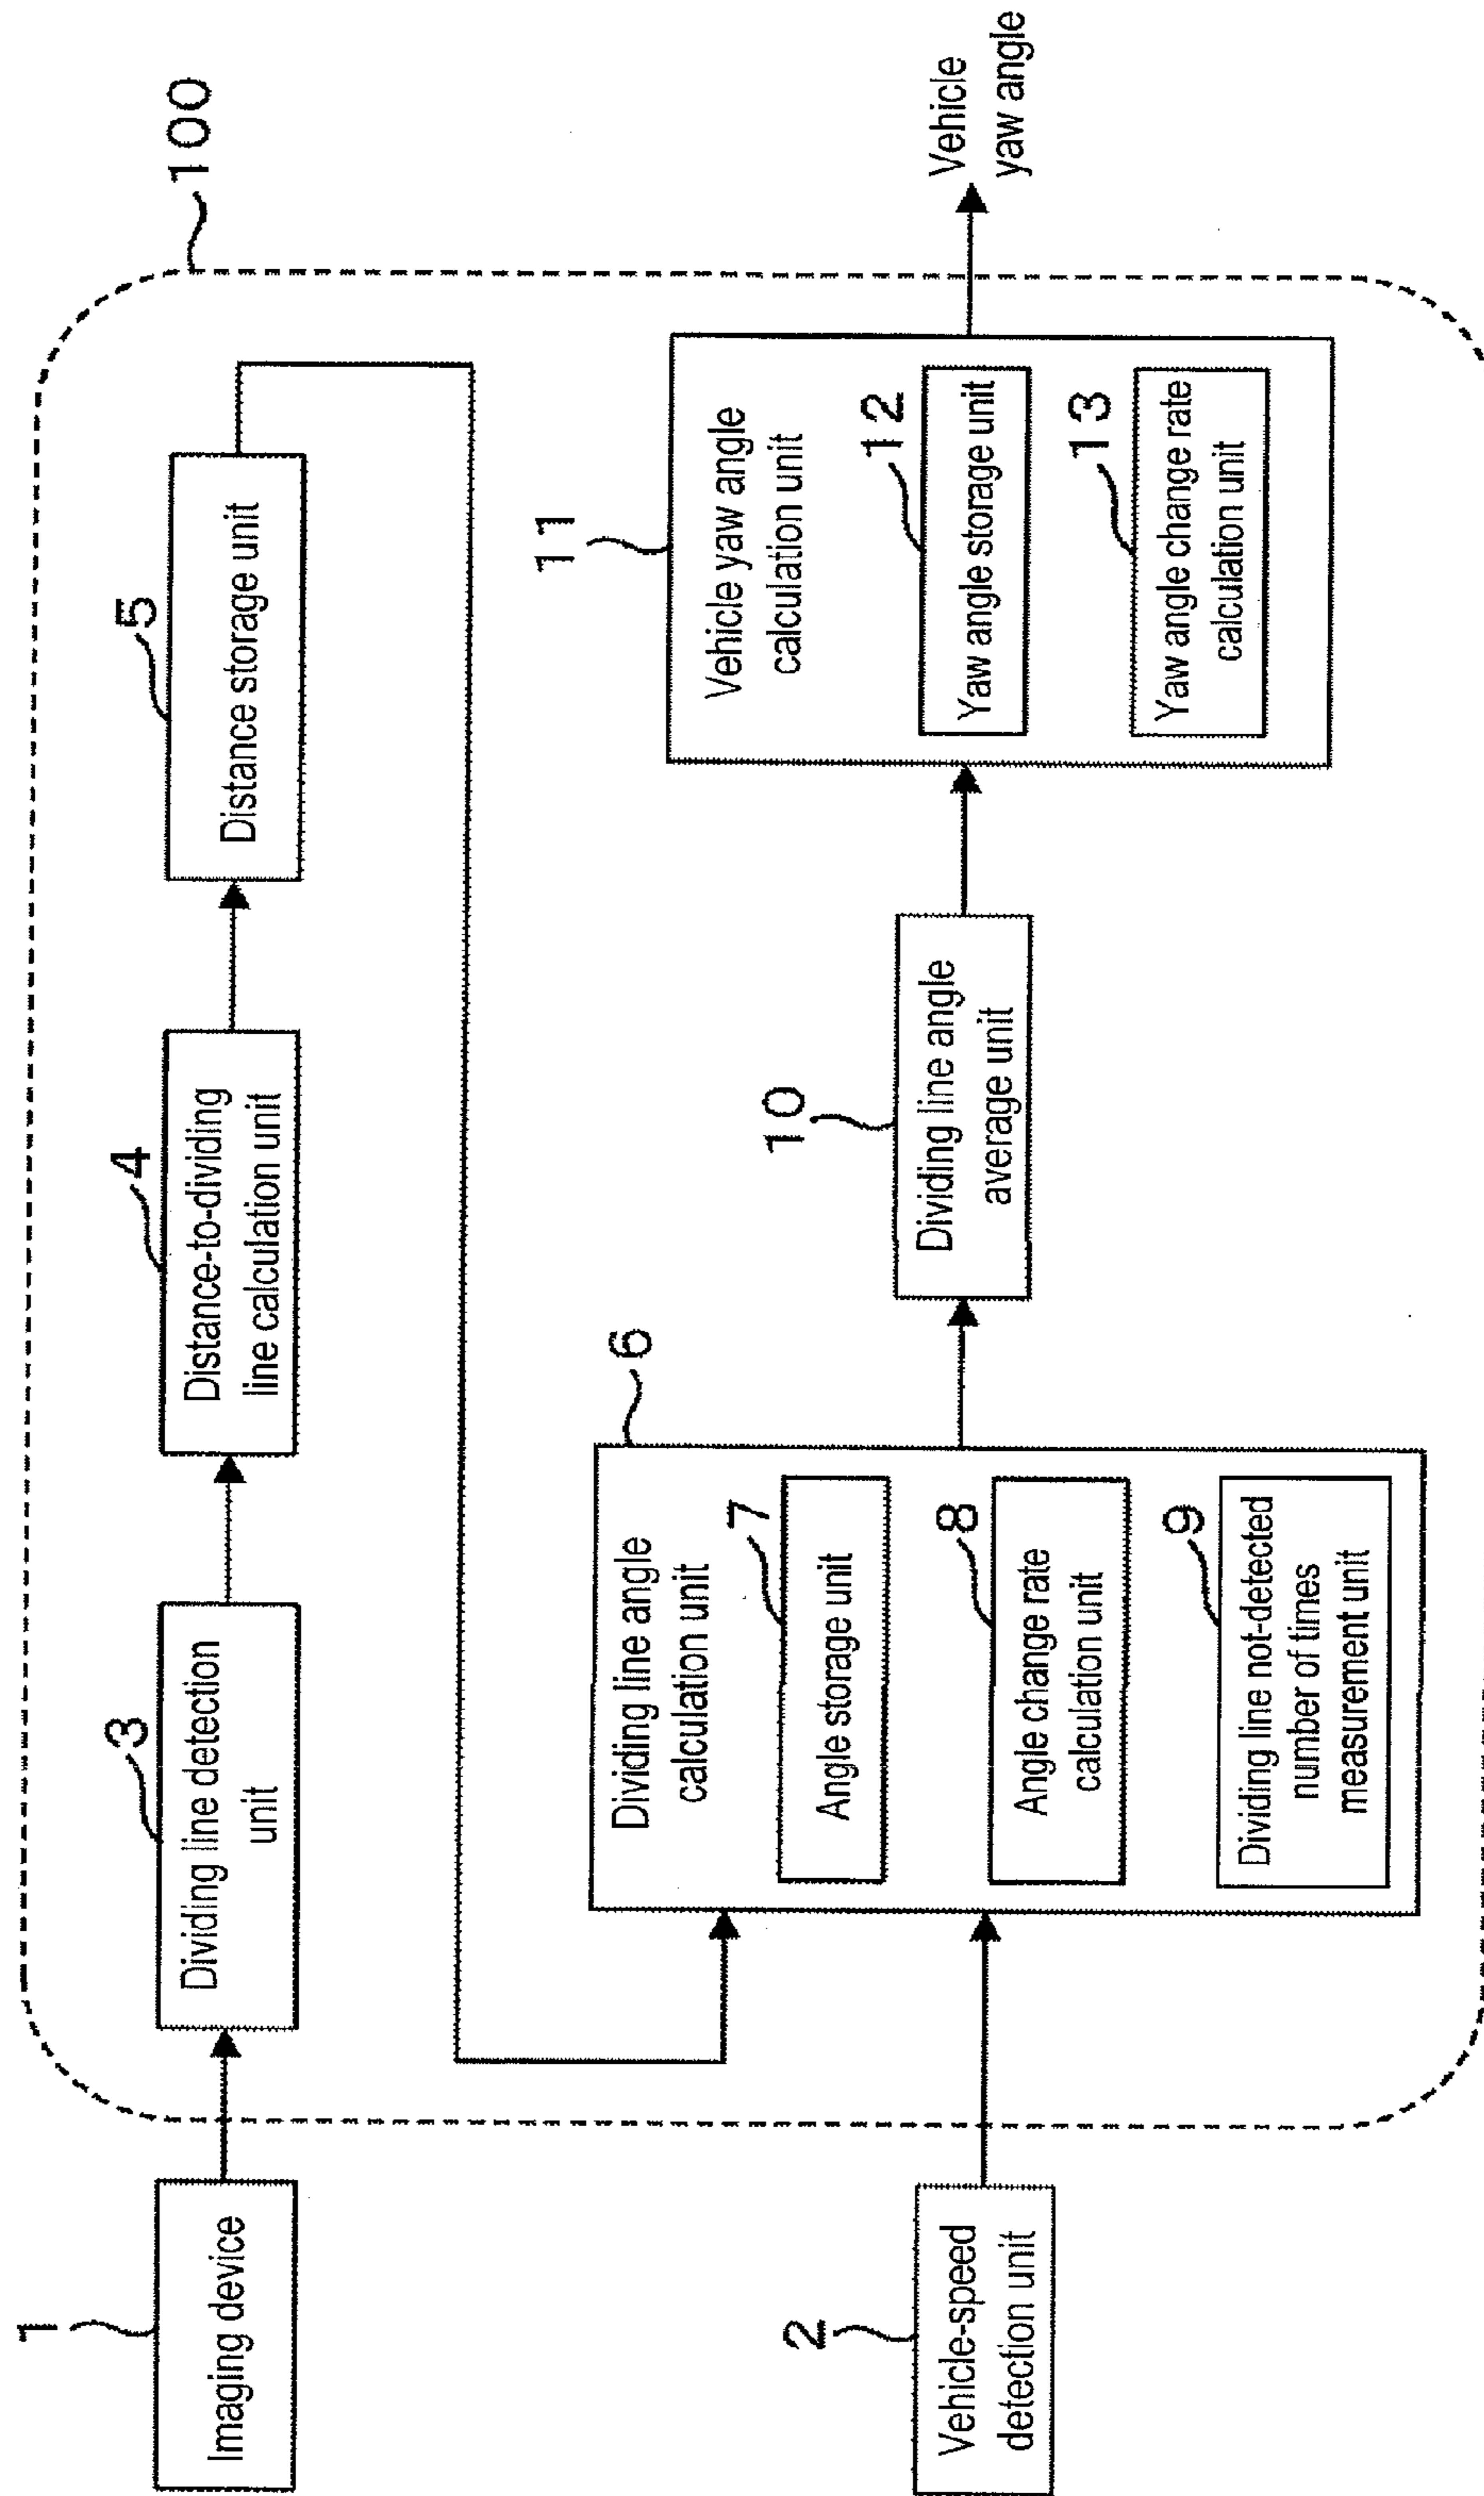 100
1
Imaging device
3
Dividing line detection
unit
4
Distance-to-dividing
line calculation unit
5
Distance storage unit
2
Vehicle-speed
detection unit
6
Dividing line angle
calculation unit
7
Angle storage unit
8
Angle change rate
calculation unit
9
Dividing line not-detected
number of times
measurement unit
10
Dividing line angle
average unit
11
Vehicle yaw angle
calculation unit
12
Yaw angle storage unit
13
Yaw angle change rate
calculation unit
Vehicle
yaw angle